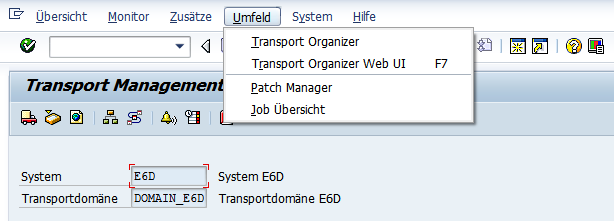 Übersicht Monitor Zusätze Umfeld System Hilfe
Transport Organizer
Transport Organizer Web UI F7
Patch Manager
Job Übersicht
Transport Management
System E6D System E6D
Transportdomäne DOMAIN_E6D Transportdomäne E6D